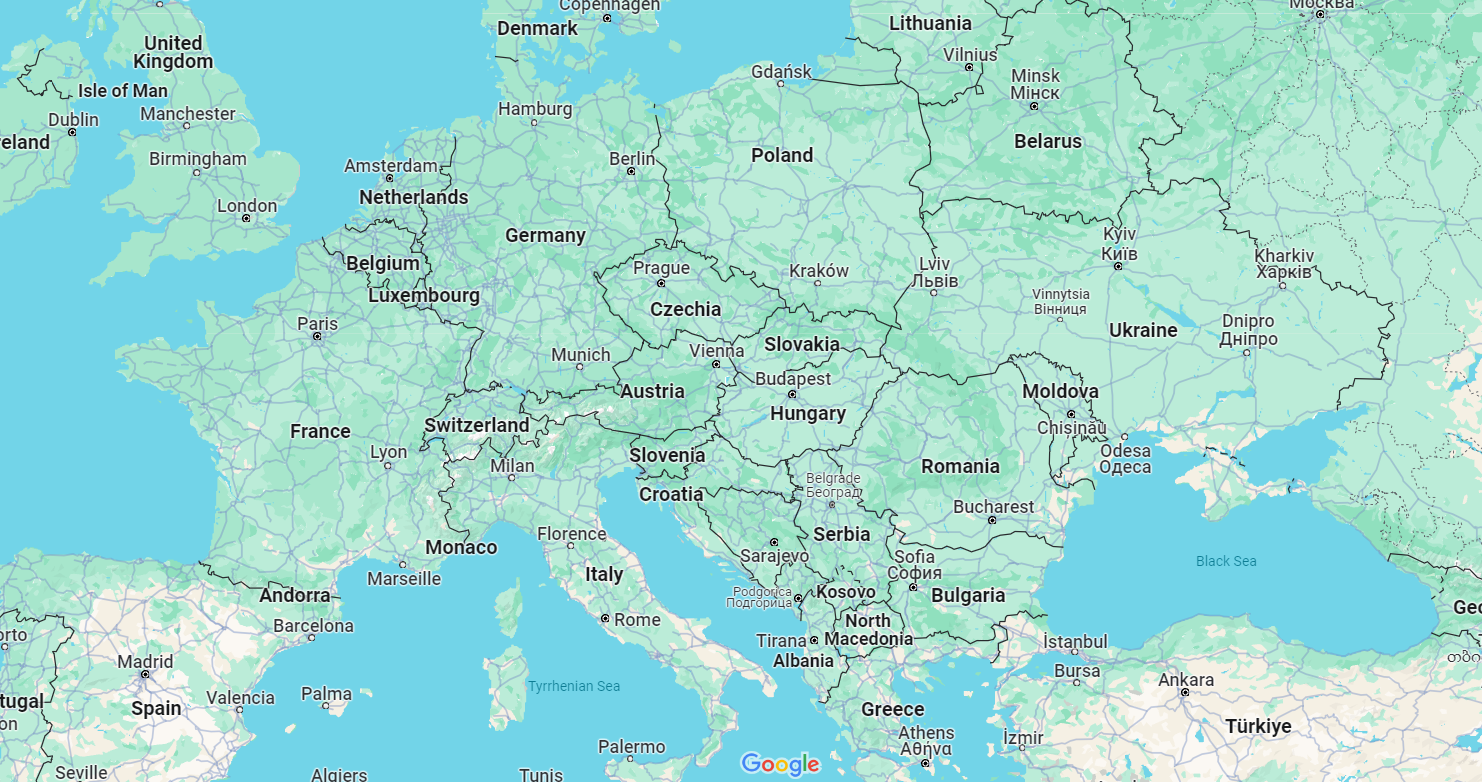 Copenhagen
Москва
Denmark
Lithuania
United
Kingdom
Vilnius
Gdańsk
Minsk
Мінск
Isle of Man
Hamburg
Manchester
Dublin
reland
Belarus
Birmingham
Berlin
Poland
Amsterdam
Netherlands
London
Germany
Kyiv
Київ
Belgium
Prague
Kraków
Lviv
Львів
Kharkiv
Харків
Luxembourg
Czechia
Vinnytsia
Вінниця
Paris
Ukraine
Dnipro
Дніпро
Slovakia
Munich
Vienna
Budapest
Austria
Moldova
Hungary
Switzerland
France
Chișinău
Lyon
Milan
Slovenia
Odesa
Одеса
Romania
Croatia
Belgrade
Београд
Bucharest
Florence
Serbia
Monaco
Sarajevo
Sofia
София
Black Sea
Marseille
Italy
Andorra
Podgorica
Подгорица
Kosovo
Bulgaria
Geo
Barcelona
Rome
North
Macedonia
orto
Tirana
İstanbul
Madrid
Albania
თბი
Bursa
Tyrrhenian Sea
Ankara
Valencia
Palma
tugal
Spain
Greece
on
Türkiye
Athens
Αθήνα
İzmir
Palermo
Google
Seville
Algiers
Tunis